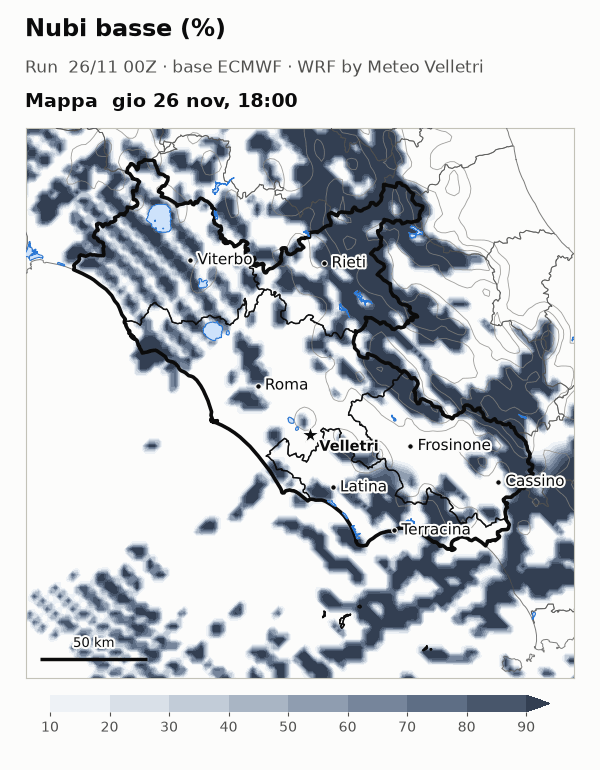 Nubi basse (%)
Run 26/11 00Z · base ECMWF · WRF by Meteo Velletri
Mappa gio 26 nov, 18:00
Viterbo
Rieti
Roma
Velletri
Frosinone
Latina
Cassino
Terracina
50 km
10 20 30 40 50 60 70 80 90